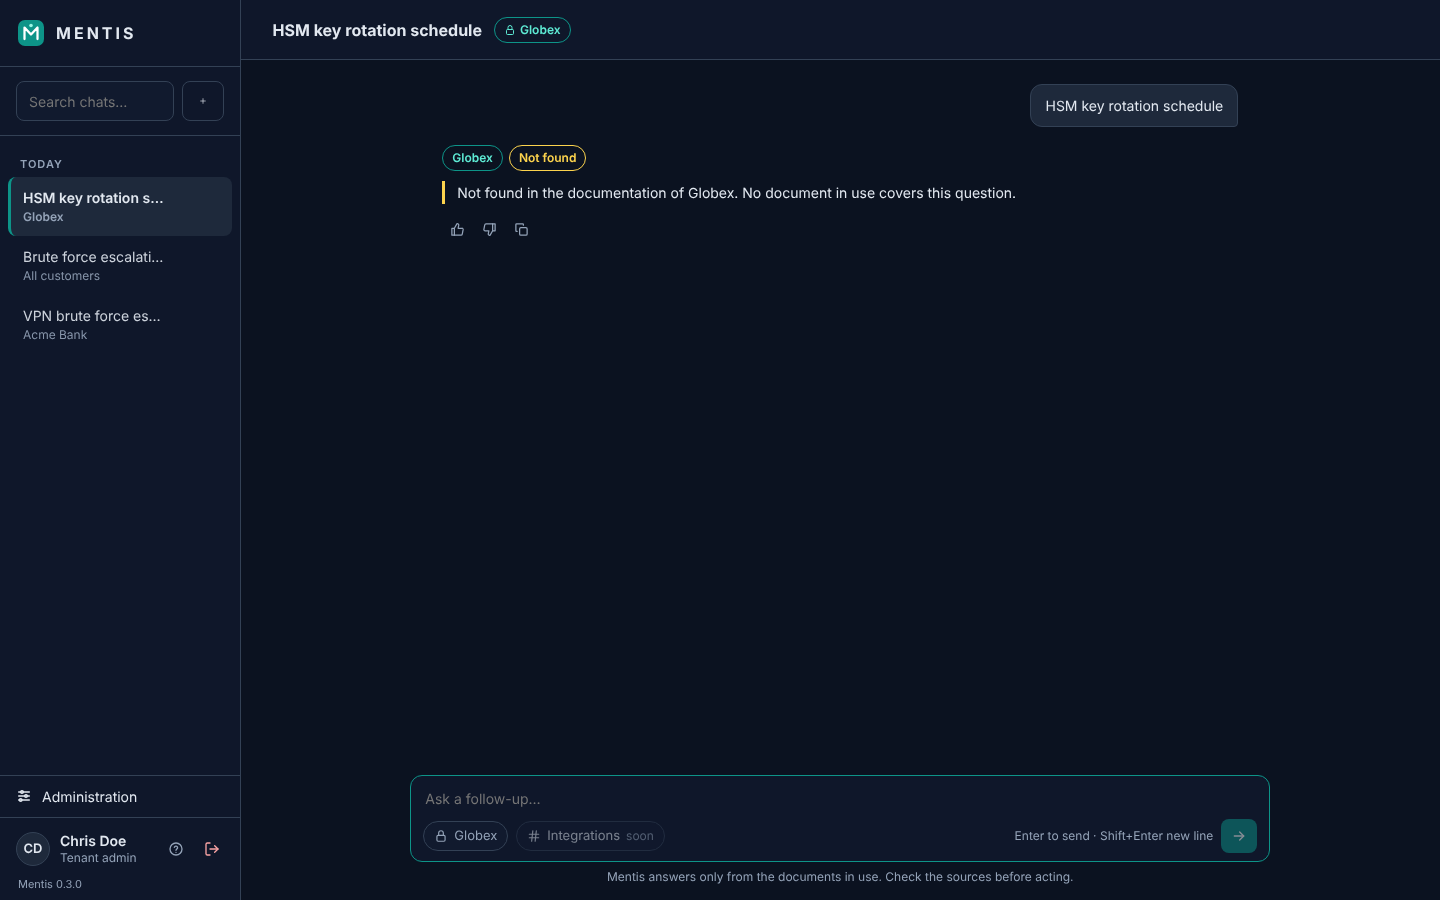 MENTIS
Search chats...
+
TODAY
HSM key rotation s...
Globex
Brute force escalati...
All customers
VPN brute force es...
Acme Bank
Administration
CD
Chris Doe
Tenant admin
Mentis 0.3.0
HSM key rotation schedule
Globex
HSM key rotation schedule
Globex
Not found
Not found in the documentation of Globex. No document in use covers this question.
Ask a follow-up...
Globex
Integrations soon
Enter to send · Shift+Enter new line
Mentis answers only from the documents in use. Check the sources before acting.